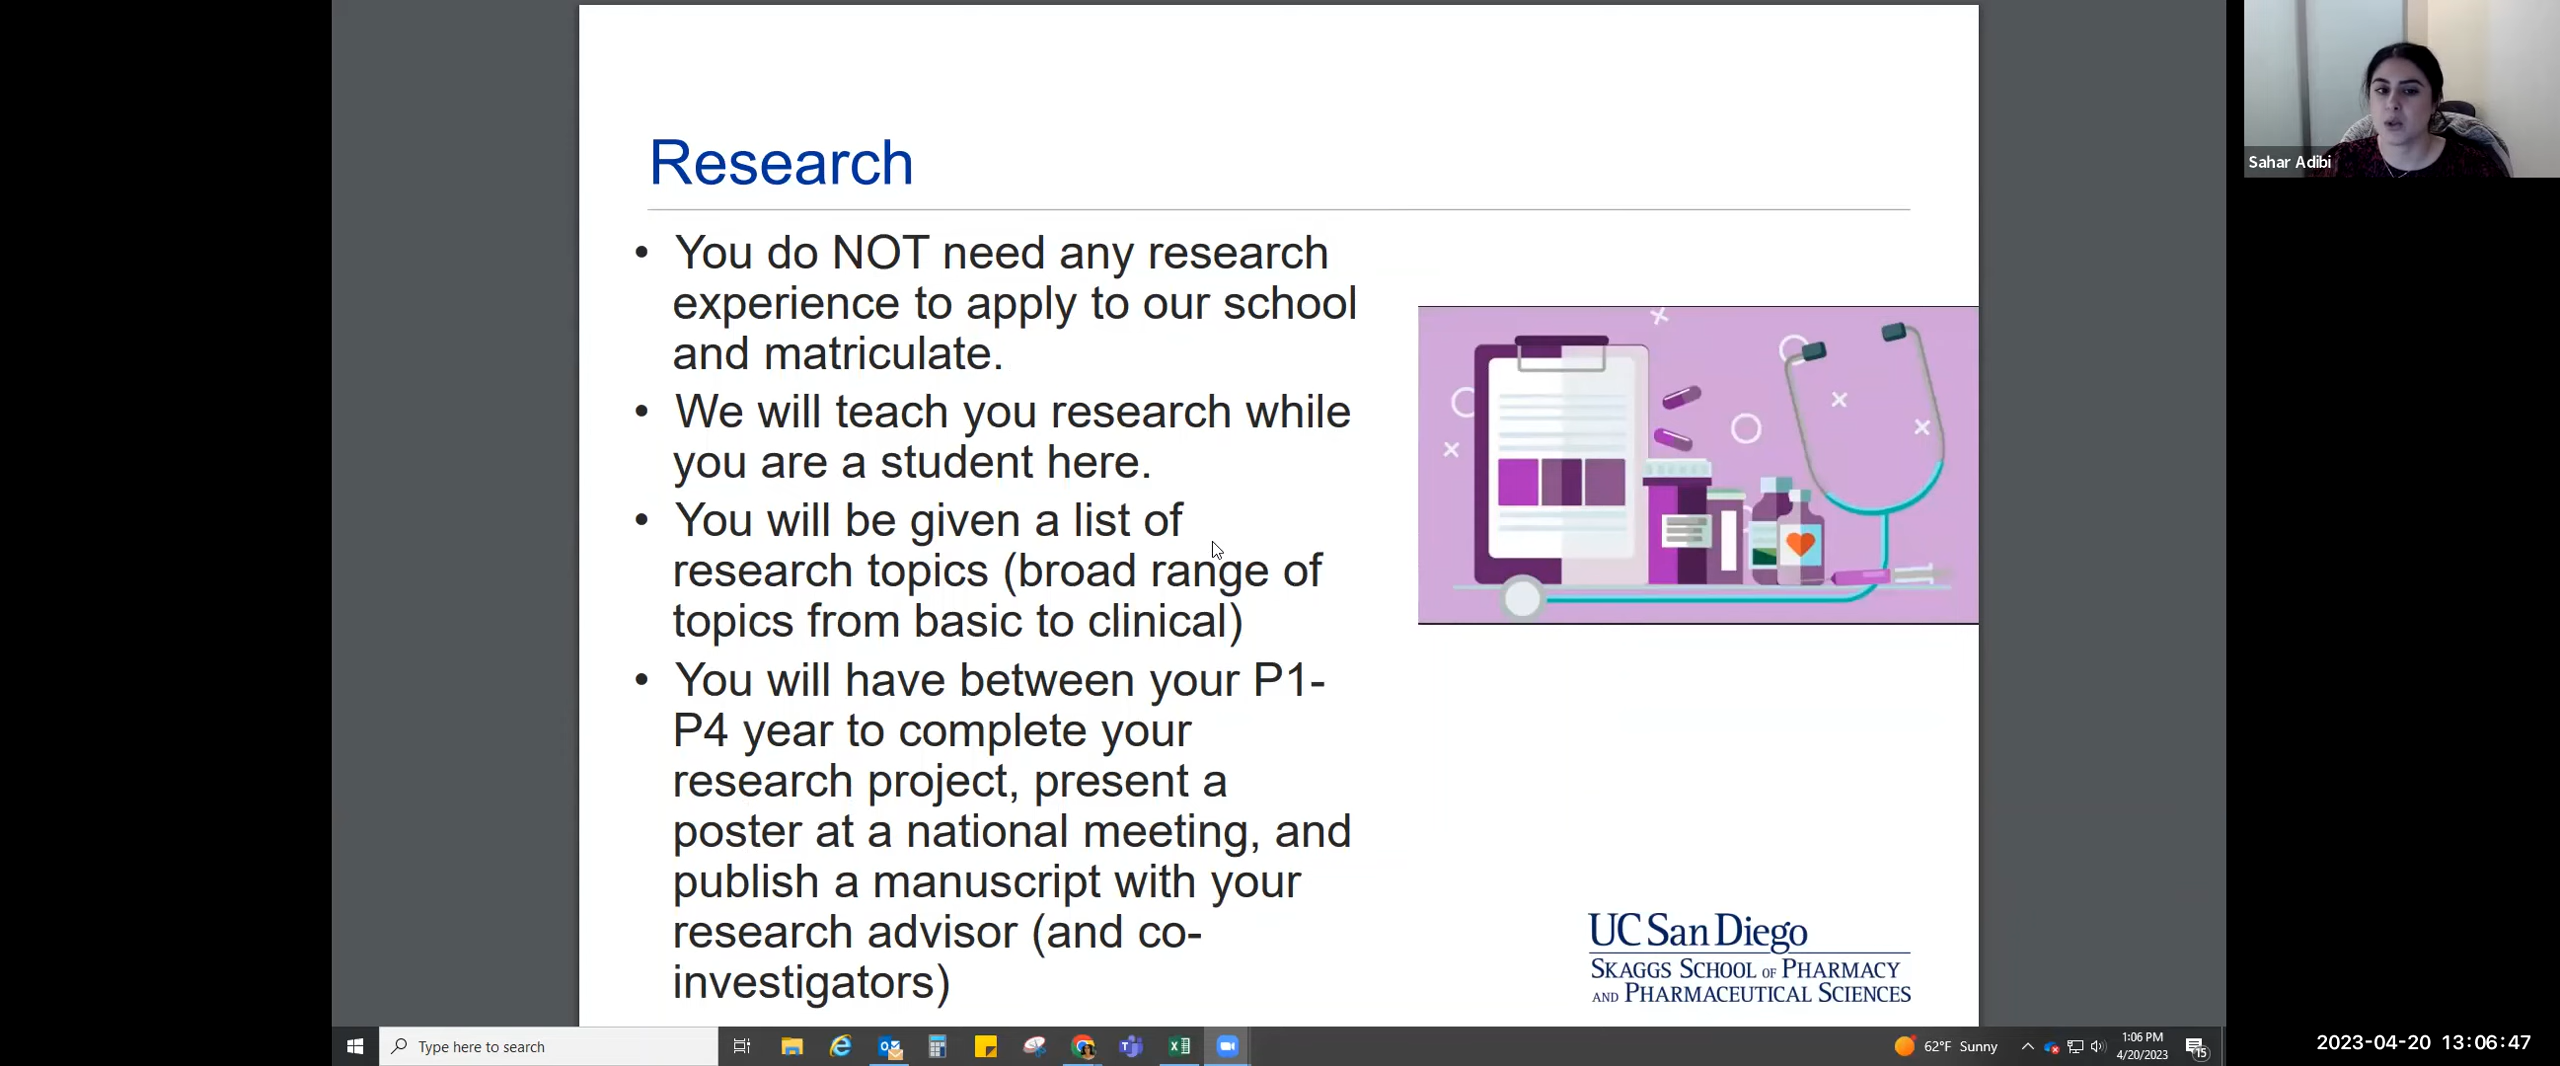 Research
• You do NOT need any research
experience to apply to our school
and matriculate.
• We will teach you research while
you are a student here.
• You will be given a list of
research topics (broad range of
topics from basic to clinical)
• You will have between your P1-
P4 year to complete your
research project, present a
poster at a national meeting, and
publish a manuscript with your
research advisor (and co-
investigators)
UC San Diego
SKAGGS SCHOOL OF PHARMACY
AND PHARMACEUTICAL SCIENCES
Sahar Adibi
Type here to search
62°F Sunny
1:06 PM
4/20/2023
15
2023-04-20 13:06:47